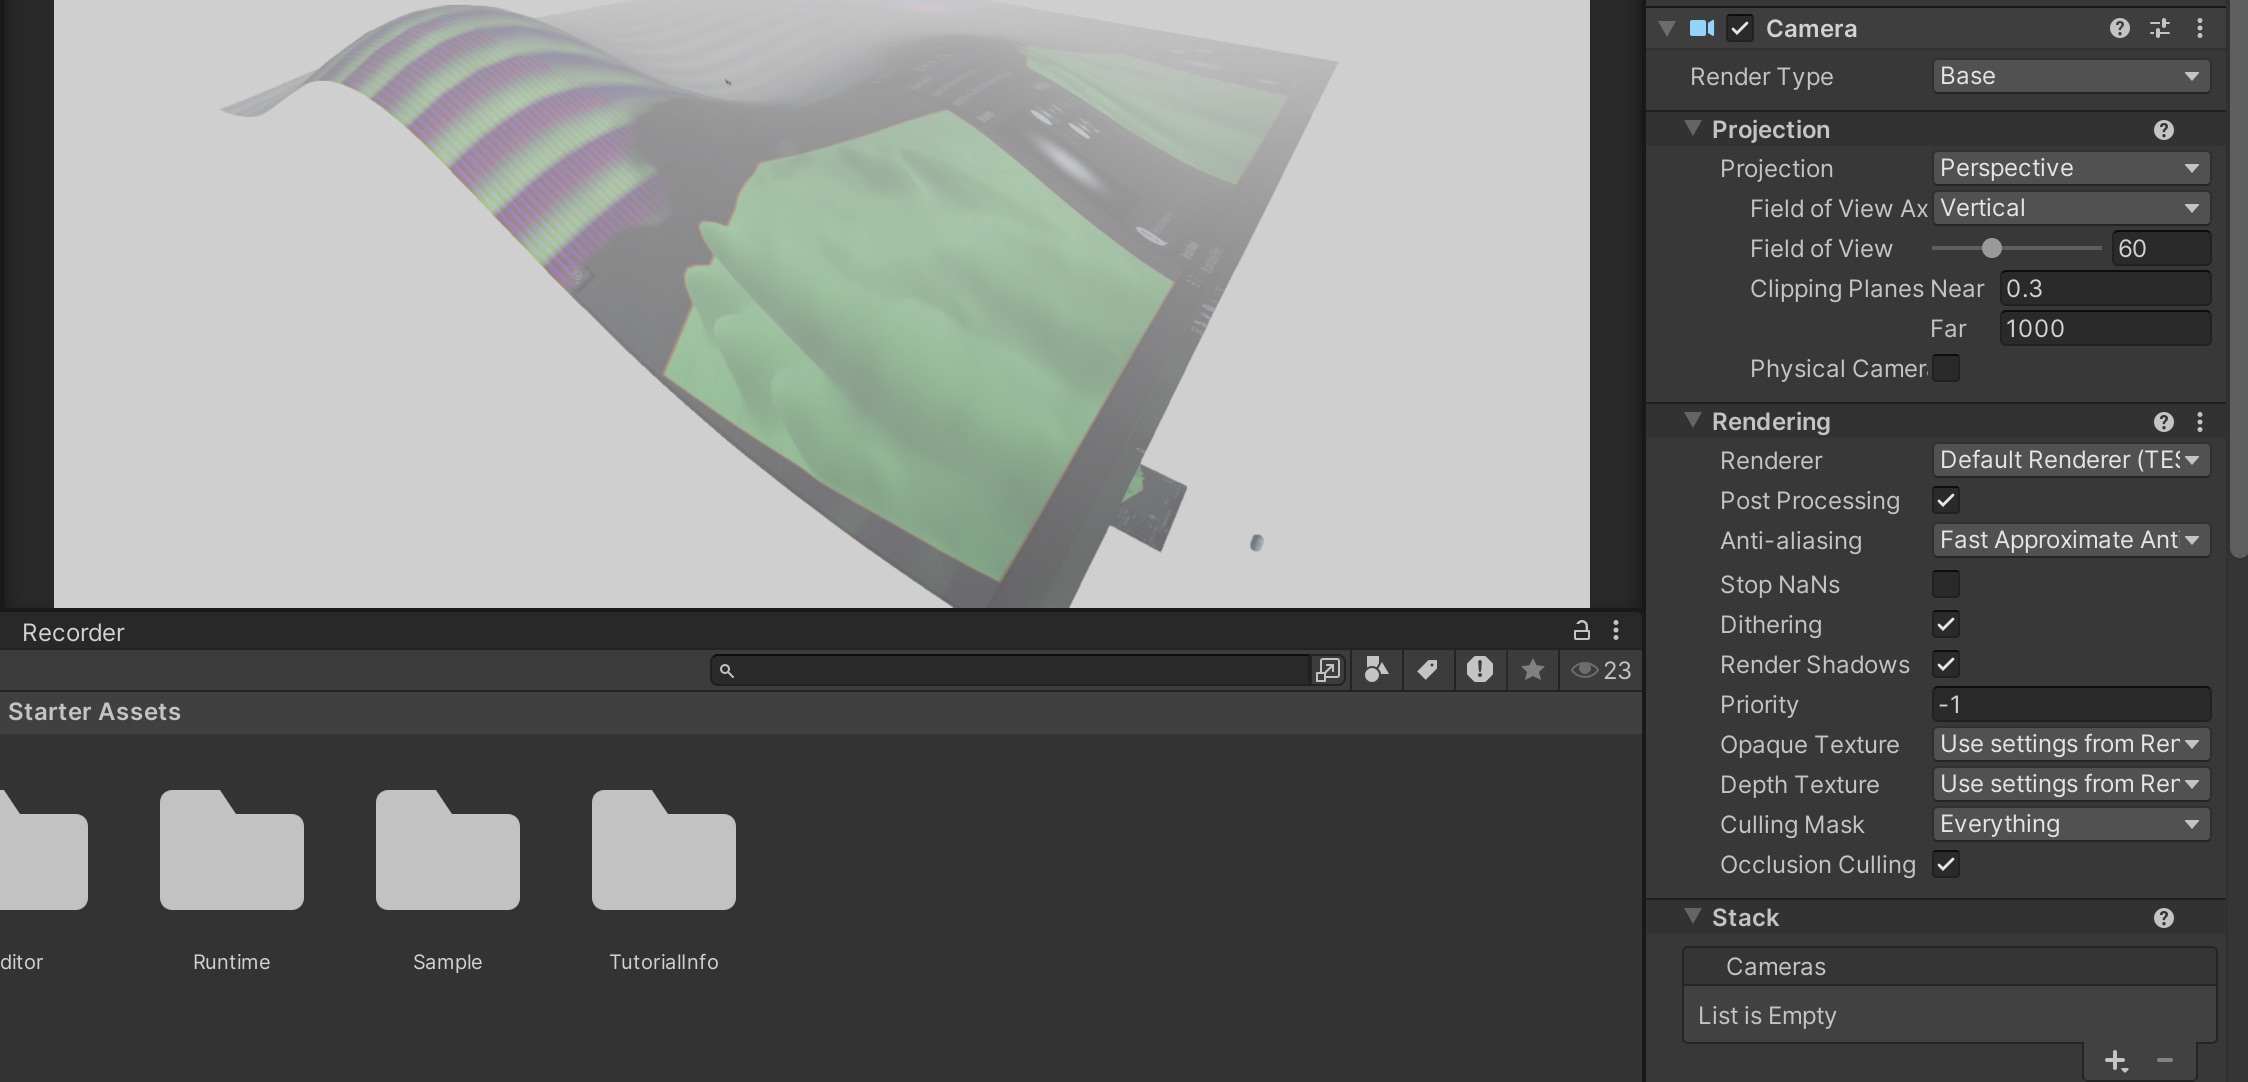 Camera
Render Type Base
Projection
Projection Perspective
Field of View Ax Vertical
Field of View 60
Clipping Planes Near 0.3
Far 1000
Physical Camer
Rendering
Renderer Default Renderer (TES
Post Processing
Anti-aliasing Fast Approximate Ant
Stop NaNs
Dithering
Render Shadows
Priority -1
Opaque Texture Use settings from Ren
Depth Texture Use settings from Ren
Culling Mask Everything
Occlusion Culling
Stack
Cameras
List is Empty
Recorder
23
Starter Assets
ditor
Runtime
Sample
TutorialInfo